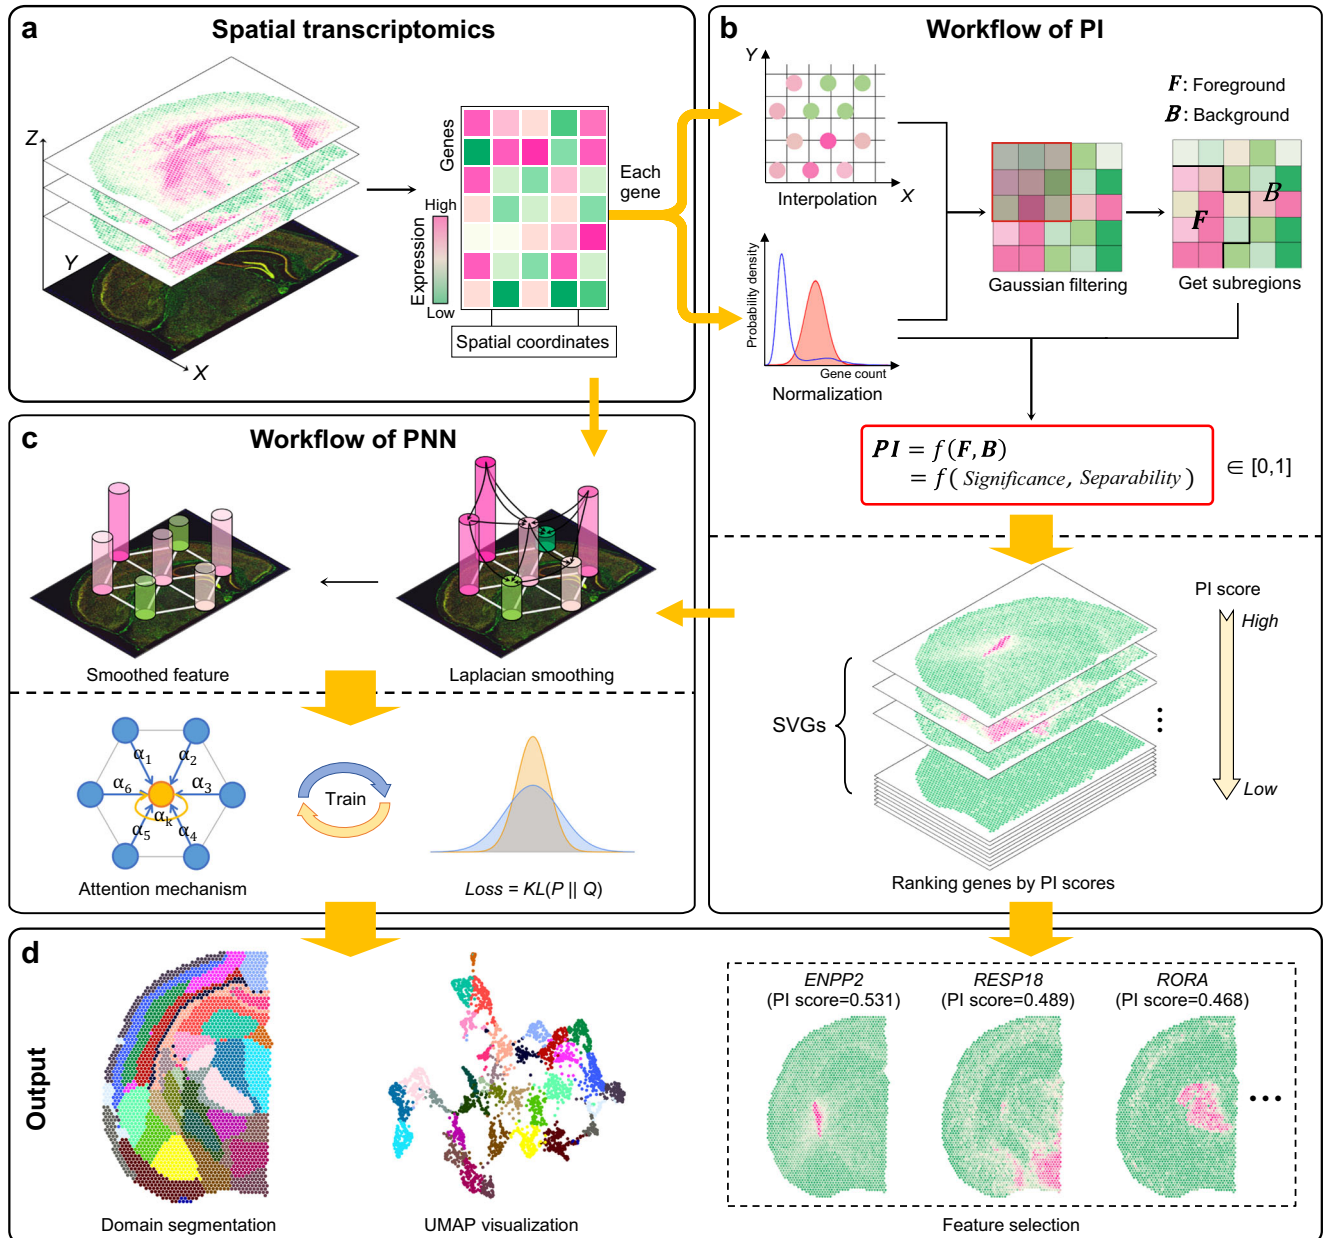 a
Spatial transcriptomics
Z
Y
X
Genes
High
Expression
Low
Spatial coordinates
Each
gene
b
Workflow of PI
Y
X
Interpolation
Probability density
Gene count
Normalization
Gaussian filtering
F: Foreground
B: Background
F
B
Get subregions
PI = f(F, B)
= f( Significance, Separability )
∈ [0,1]
PI score
High
Low
SVGs
Ranking genes by PI scores
c
Workflow of PNN
Smoothed feature
Laplacian smoothing
α1
α2
α6
α3
αk
α5
α4
Attention mechanism
Train
Loss = KL(P || Q)
d
Output
Domain segmentation
UMAP visualization
ENPP2
(PI score=0.531)
RESP18
(PI score=0.489)
RORA
(PI score=0.468)
Feature selection